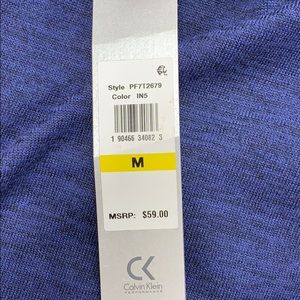 Style PF7T2679
Color IN5
1 90466 34082 3
M
MSRP: $59.00
CK
Calvin Klein
PERFORMANCE